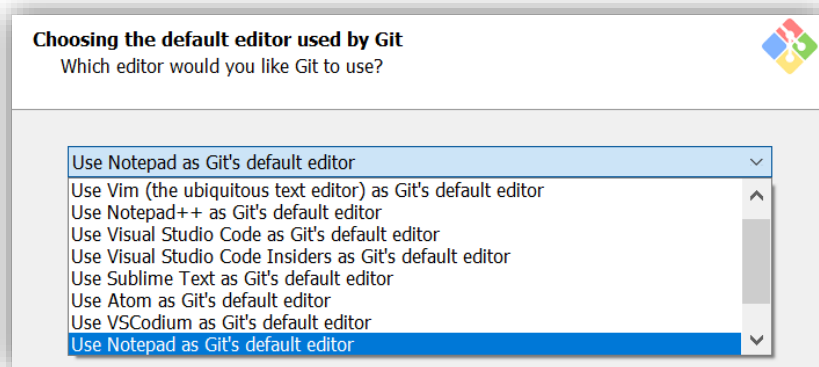 Choosing the default editor used by Git
Which editor would you like Git to use?
Use Notepad as Git's default editor
Use Vim (the ubiquitous text editor) as Git's default editor
Use Notepad++ as Git's default editor
Use Visual Studio Code as Git's default editor
Use Visual Studio Code Insiders as Git's default editor
Use Sublime Text as Git's default editor
Use Atom as Git's default editor
Use VSCodium as Git's default editor
Use Notepad as Git's default editor